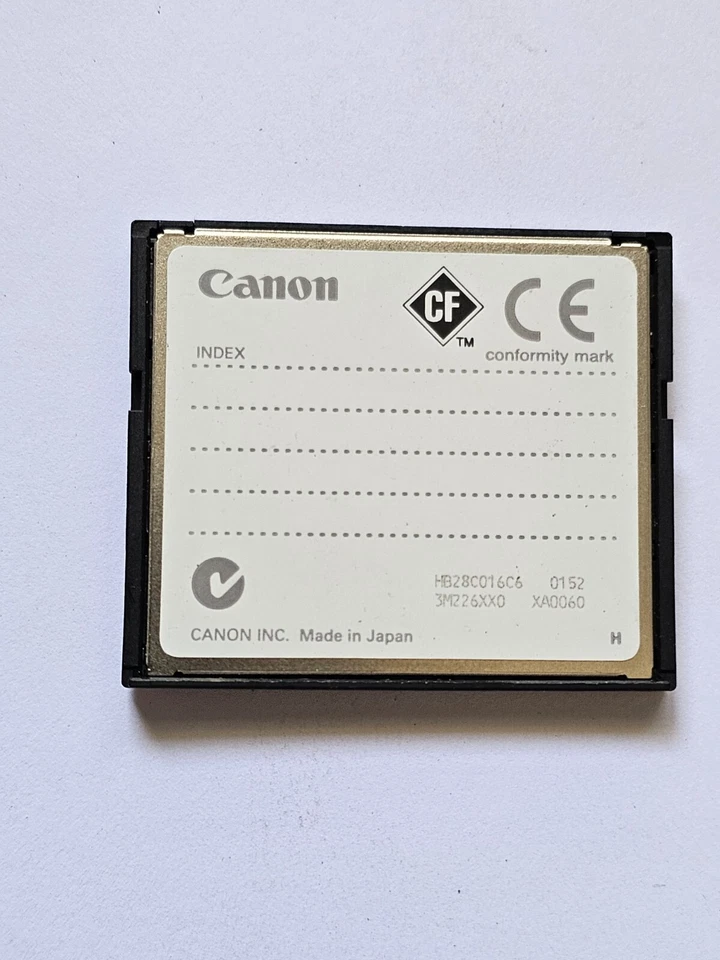 Canon
CF
TM
CE
INDEX
conformity mark
HB28C016C6 0152
3M226XX0 XA0060
CANON INC. Made in Japan
H